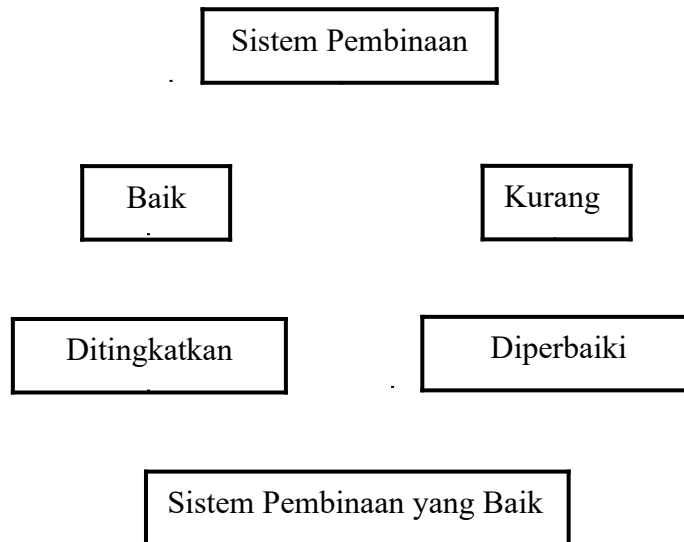 Sistem Pembinaan
Baik
Kurang
Ditingkatkan
Diperbaiki
Sistem Pembinaan yang Baik